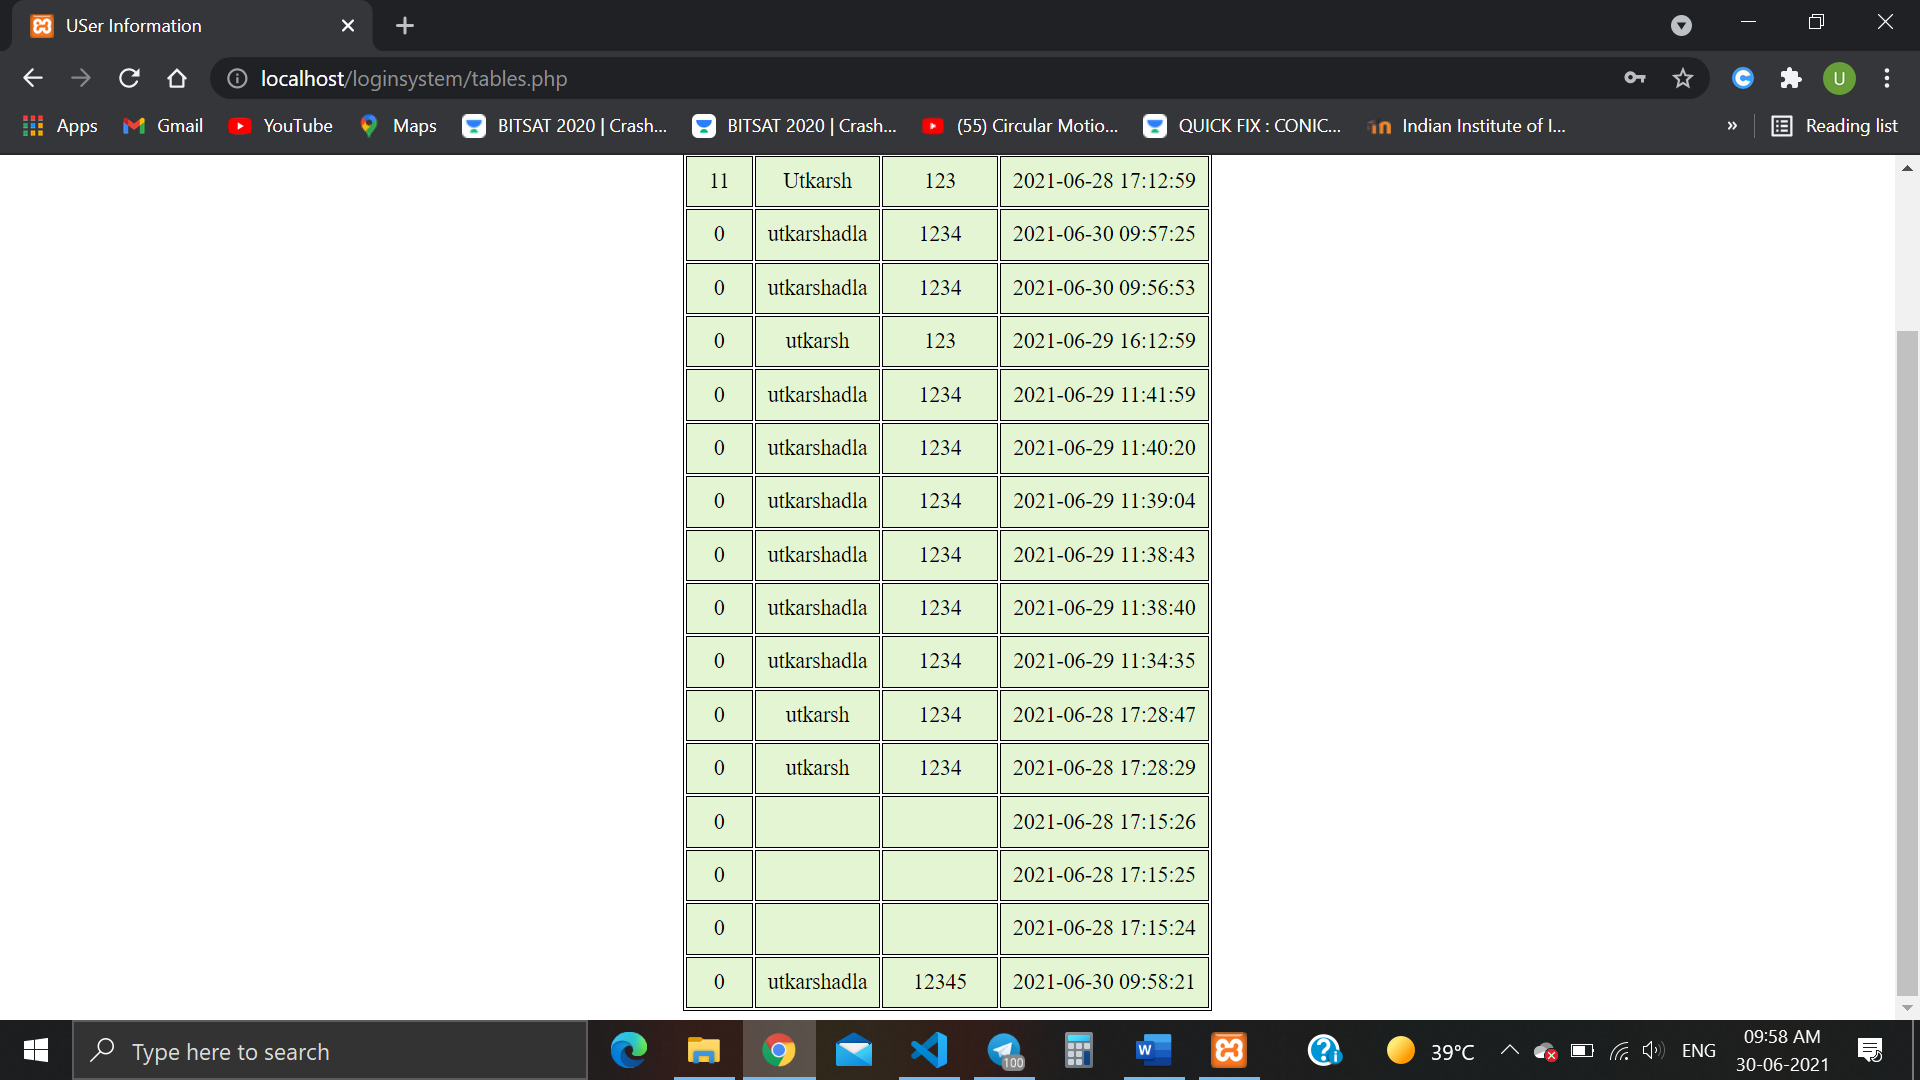 USer Information
localhost/loginsystem/tables.php
U
Apps Gmail YouTube Maps BITSAT 2020 | Crash... BITSAT 2020 | Crash... (55) Circular Motio... QUICK FIX : CONIC... Indian Institute of I... » Reading list
11 Utkarsh 123 2021-06-28 17:12:59
0 utkarshadla 1234 2021-06-30 09:57:25
0 utkarshadla 1234 2021-06-30 09:56:53
0 utkarsh 123 2021-06-29 16:12:59
0 utkarshadla 1234 2021-06-29 11:41:59
0 utkarshadla 1234 2021-06-29 11:40:20
0 utkarshadla 1234 2021-06-29 11:39:04
0 utkarshadla 1234 2021-06-29 11:38:43
0 utkarshadla 1234 2021-06-29 11:38:40
0 utkarshadla 1234 2021-06-29 11:34:35
0 utkarsh 1234 2021-06-28 17:28:47
0 utkarsh 1234 2021-06-28 17:28:29
0 2021-06-28 17:15:26
0 2021-06-28 17:15:25
0 2021-06-28 17:15:24
0 utkarshadla 12345 2021-06-30 09:58:21
Type here to search 100 W 39°C ENG 09:58 AM
30-06-2021